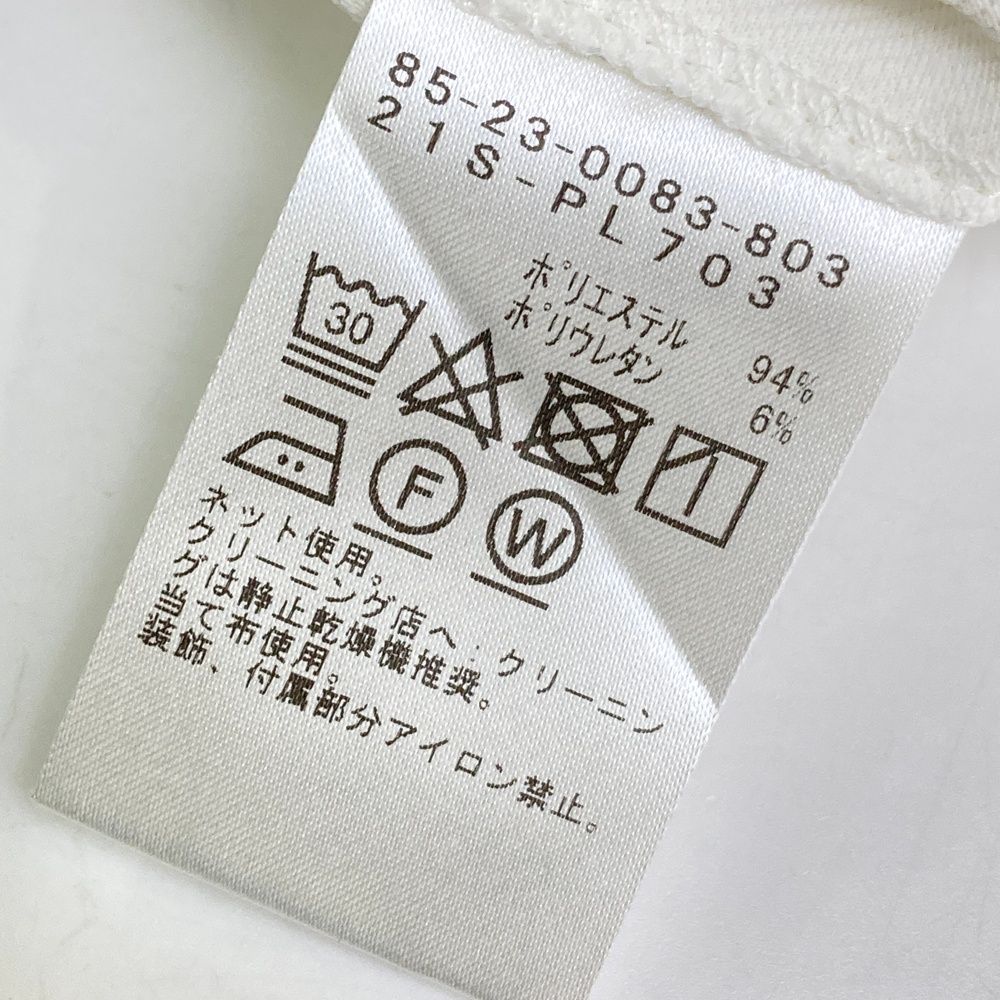 85-23-0083-803
21S-PL703
ポリエステル 94%
ポリウレタン 6%
30
F
W
ネット使用。
クリーニング店へ:クリーニン
グは静止乾燥機推奨。
当て布使用。
装飾、付属部分アイロン禁止。